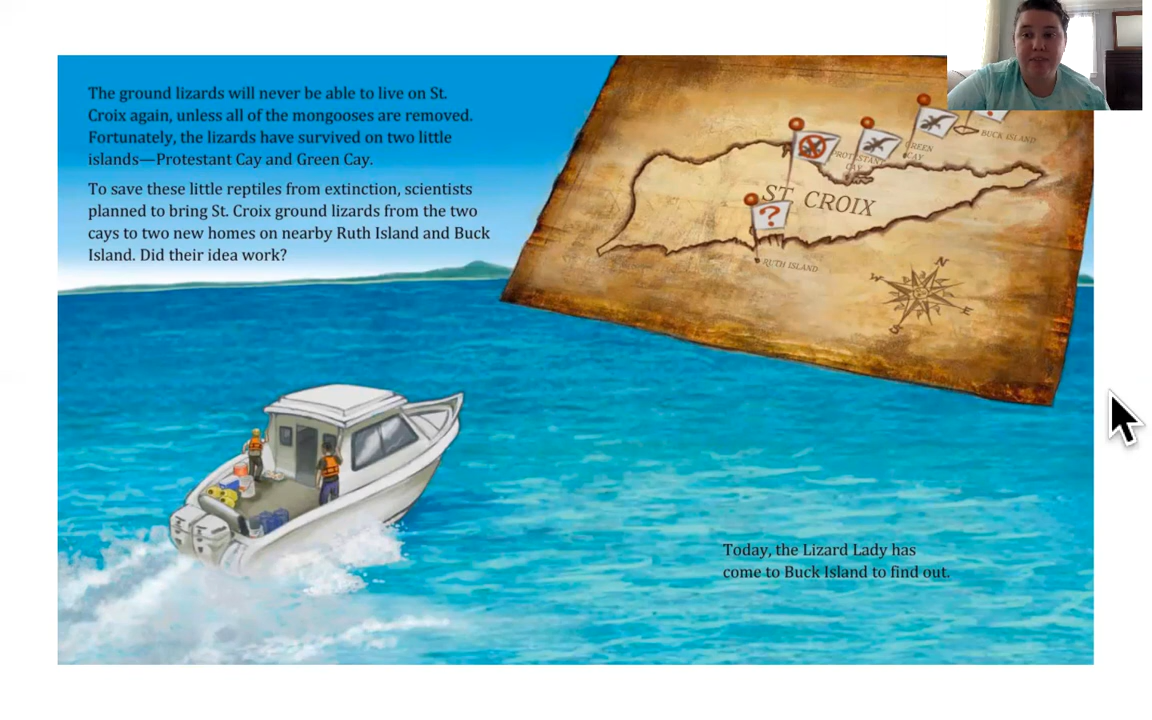 The ground lizards will never be able to live on St.
Croix again, unless all of the mongooses are removed.
Fortunately, the lizards have survived on two little
islands—Protestant Cay and Green Cay.
To save these little reptiles from extinction, scientists
planned to bring St. Croix ground lizards from the two
cays to two new homes on nearby Ruth Island and Buck
Island. Did their idea work?
BUCK ISLAND
GREEN
CAY
PROTESTANT
CAY
ST CROIX
?
RUTH ISLAND
N
W
E
S
Today, the Lizard Lady has
come to Buck Island to find out.